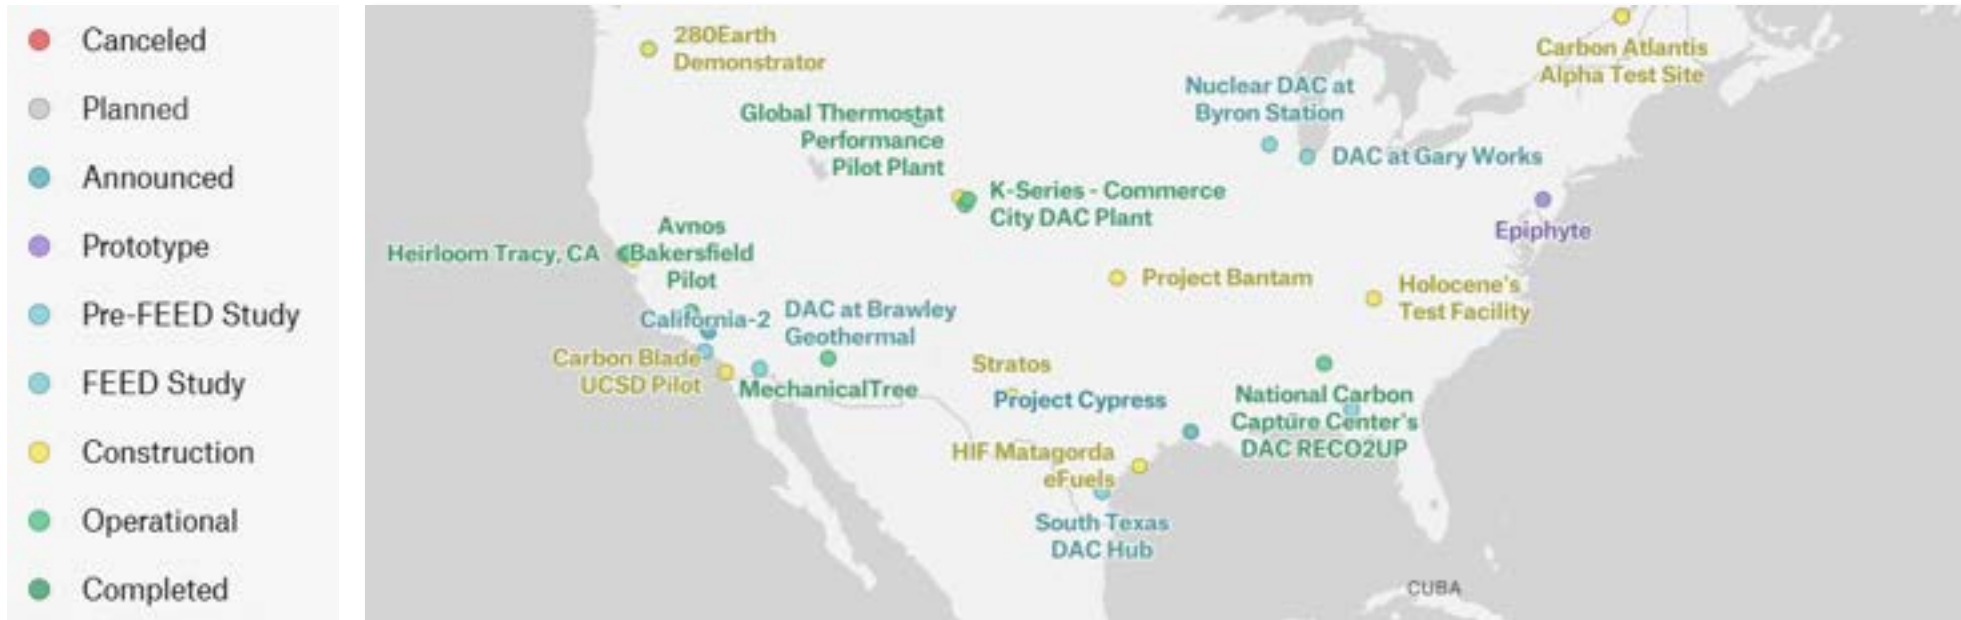 Canceled
Planned
Announced
Prototype
Pre-FEED Study
FEED Study
Construction
Operational
Completed
280Earth
Demonstrator
Carbon Atlantis
Alpha Test Site
Nuclear DAC at
Byron Station
Global Thermostat
Performance
Pilot Plant
DAC at Gary Works
K-Series - Commerce
City DAC Plant
Epiphyte
Heirloom Tracy, CA
Avnos
Bakersfield
Pilot
Project Bantam
Holocene's
Test Facility
California-2
DAC at Brawley
Geothermal
Carbon Blade
UCSD Pilot
MechanicalTree
Stratos
Project Cypress
National Carbon
Capture Center's
DAC RECO2UP
HIF Matagorda
eFuels
South Texas
DAC Hub
CUBA